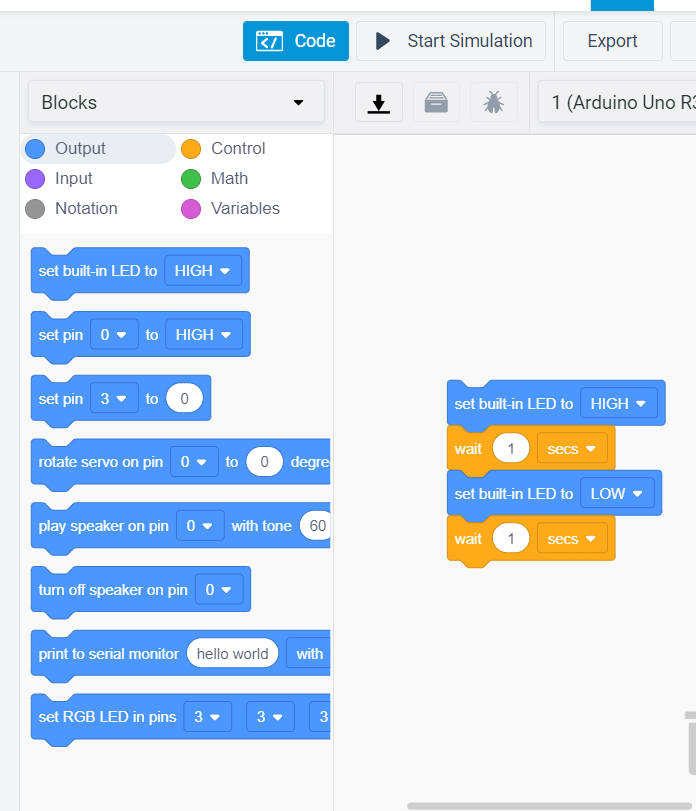 Code
Start Simulation
Export
Blocks
1 (Arduino Uno R3
Output
Control
Input
Math
Notation
Variables
set built-in LED to HIGH
set pin 0 to HIGH
set pin 3 to 0
rotate servo on pin 0 to 0 degre
play speaker on pin 0 with tone 60
turn off speaker on pin 0
print to serial monitor hello world with
set RGB LED in pins 3 3 3
set built-in LED to HIGH
wait 1 secs
set built-in LED to LOW
wait 1 secs